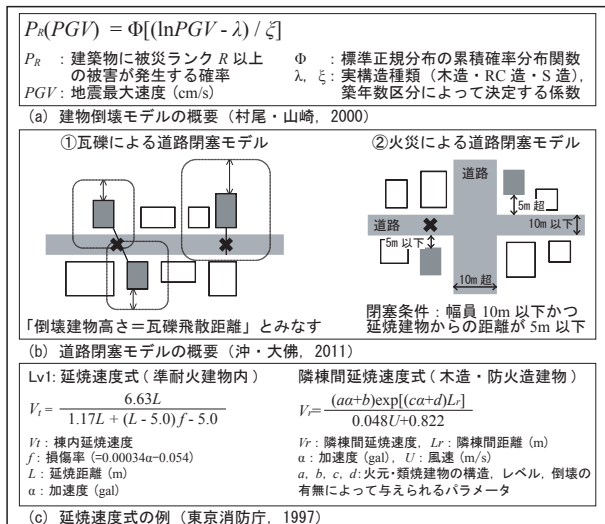 P_R(PGV) = Φ[(lnPGV - λ) / ξ]
P_R ：建築物に被災ランク R 以上
の被害が発生する確率
PGV：地震最大速度 (cm/s)
Φ ：標準正規分布の累積確率分布関数
λ, ξ：実構造種類（木造・RC 造・S 造），
築年数区分によって決定する係数
(a) 建物倒壊モデルの概要（村尾・山崎，2000）
①瓦礫による道路閉塞モデル
「倒壊建物高さ＝瓦礫飛散距離」とみなす
②火災による道路閉塞モデル
道路
5m 超
道路
10m 以下
5m 以下
10m 超
閉塞条件：幅員 10m 以下かつ
延焼建物からの距離が 5m 以下
(b) 道路閉塞モデルの概要（沖・大佛，2011）
Lv1: 延焼速度式（準耐火建物内）
V_t = 6.63L / 1.17L + (L - 5.0) f - 5.0
Vt：棟内延焼速度
f：損傷率 (=0.00034α-0.054)
L：延焼距離 (m)
α：加速度 (gal)
隣棟間延焼速度式（木造・防火造建物）
V_r= (aα+b)exp[(cα+d)L_r] / 0.048U+0.822
Vr：隣棟間延焼速度，Lr：隣棟間距離 (m)
α：加速度 (gal), U：風速 (m/s)
a, b, c, d：火元・類焼建物の構造，レベル，倒壊の
有無によって与えられるパラメータ
(c) 延焼速度式の例（東京消防庁，1997）